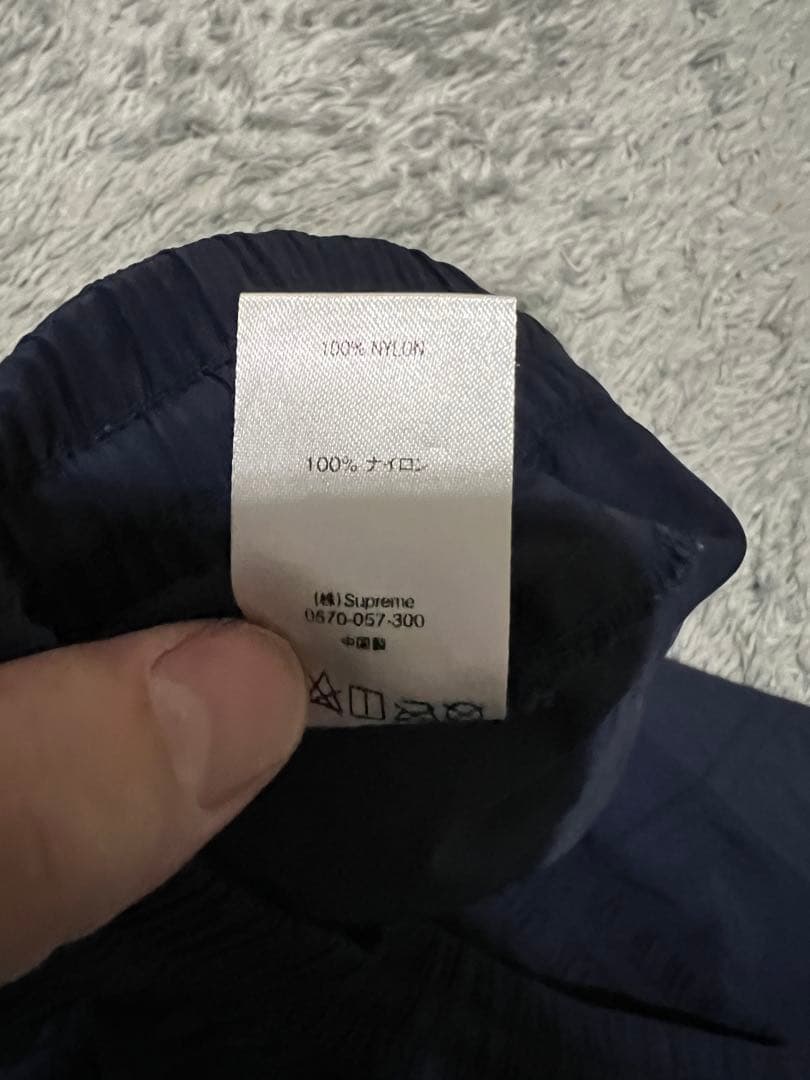 100% NYLON
100% ナイロン
(株)Supreme
0570-057-300
中国製